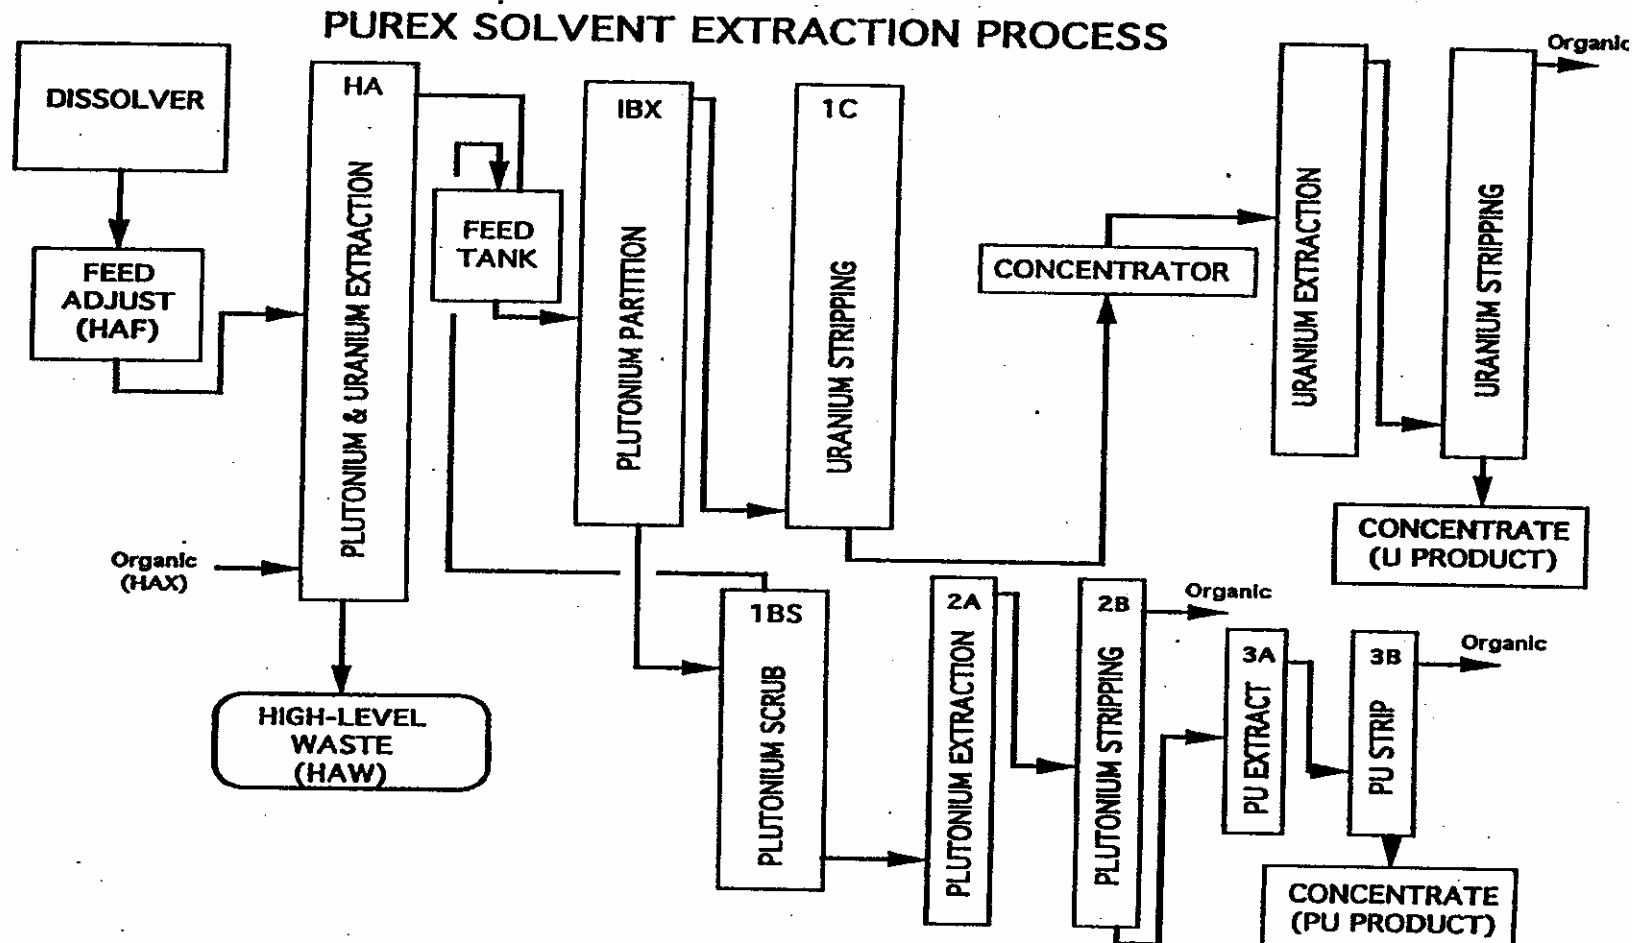 PUREX SOLVENT EXTRACTION PROCESS
DISSOLVER
FEED
ADJUST
(HAF)
HA
PLUTONIUM & URANIUM EXTRACTION
Organic
(HAX)
HIGH-LEVEL
WASTE
(HAW)
FEED
TANK
IBX
PLUTONIUM PARTITION
1C
URANIUM STRIPPING
CONCENTRATOR
URANIUM EXTRACTION
URANIUM STRIPPING
Organic
CONCENTRATE
(U PRODUCT)
1BS
PLUTONIUM SCRUB
2A
PLUTONIUM EXTRACTION
2B
PLUTONIUM STRIPPING
Organic
3A
PU EXTRACT
3B
PU STRIP
Organic
CONCENTRATE
(PU PRODUCT)